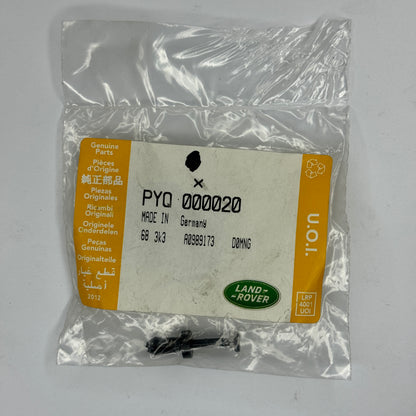 Genuine
Parts
Pièces
d'Origine
純正部品
Piezas
Originales
Ricambi
Originali
Originele
Onderdelen
Peças
Genuínas
Originalteile
قطع غيار
أصلية
2012
PYQ 000020
MADE IN Germany
68 3k3 A0989173 DOMNG
LAND-
-ROVER
U.O.I.
LRP
4001
UOI